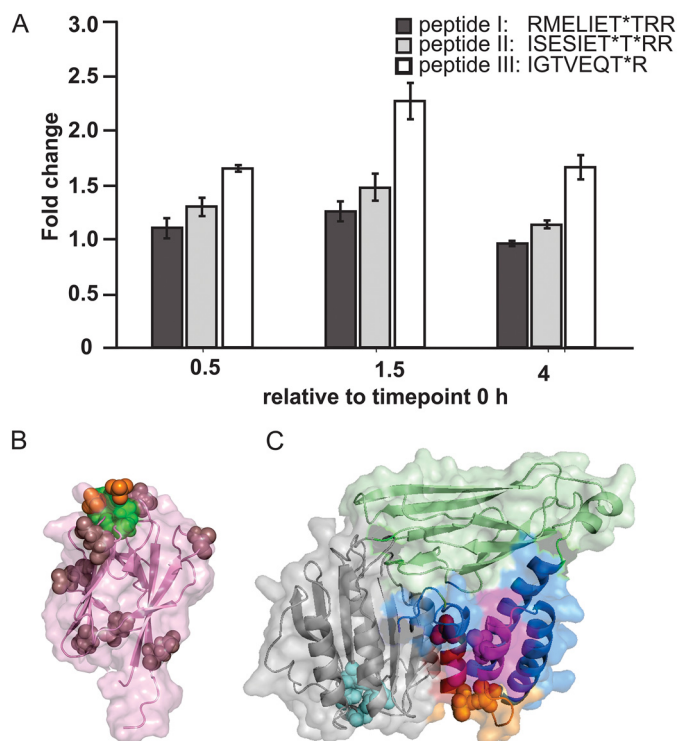 A
3.0
2.5
2.0
1.5
1.0
0.5
0
Fold change
peptide I: RMELIET*TRR
peptide II: ISESIET*T*RR
peptide III: IGTVEQT*R
0.5
1.5
4
relative to timepoint 0 h
B
C